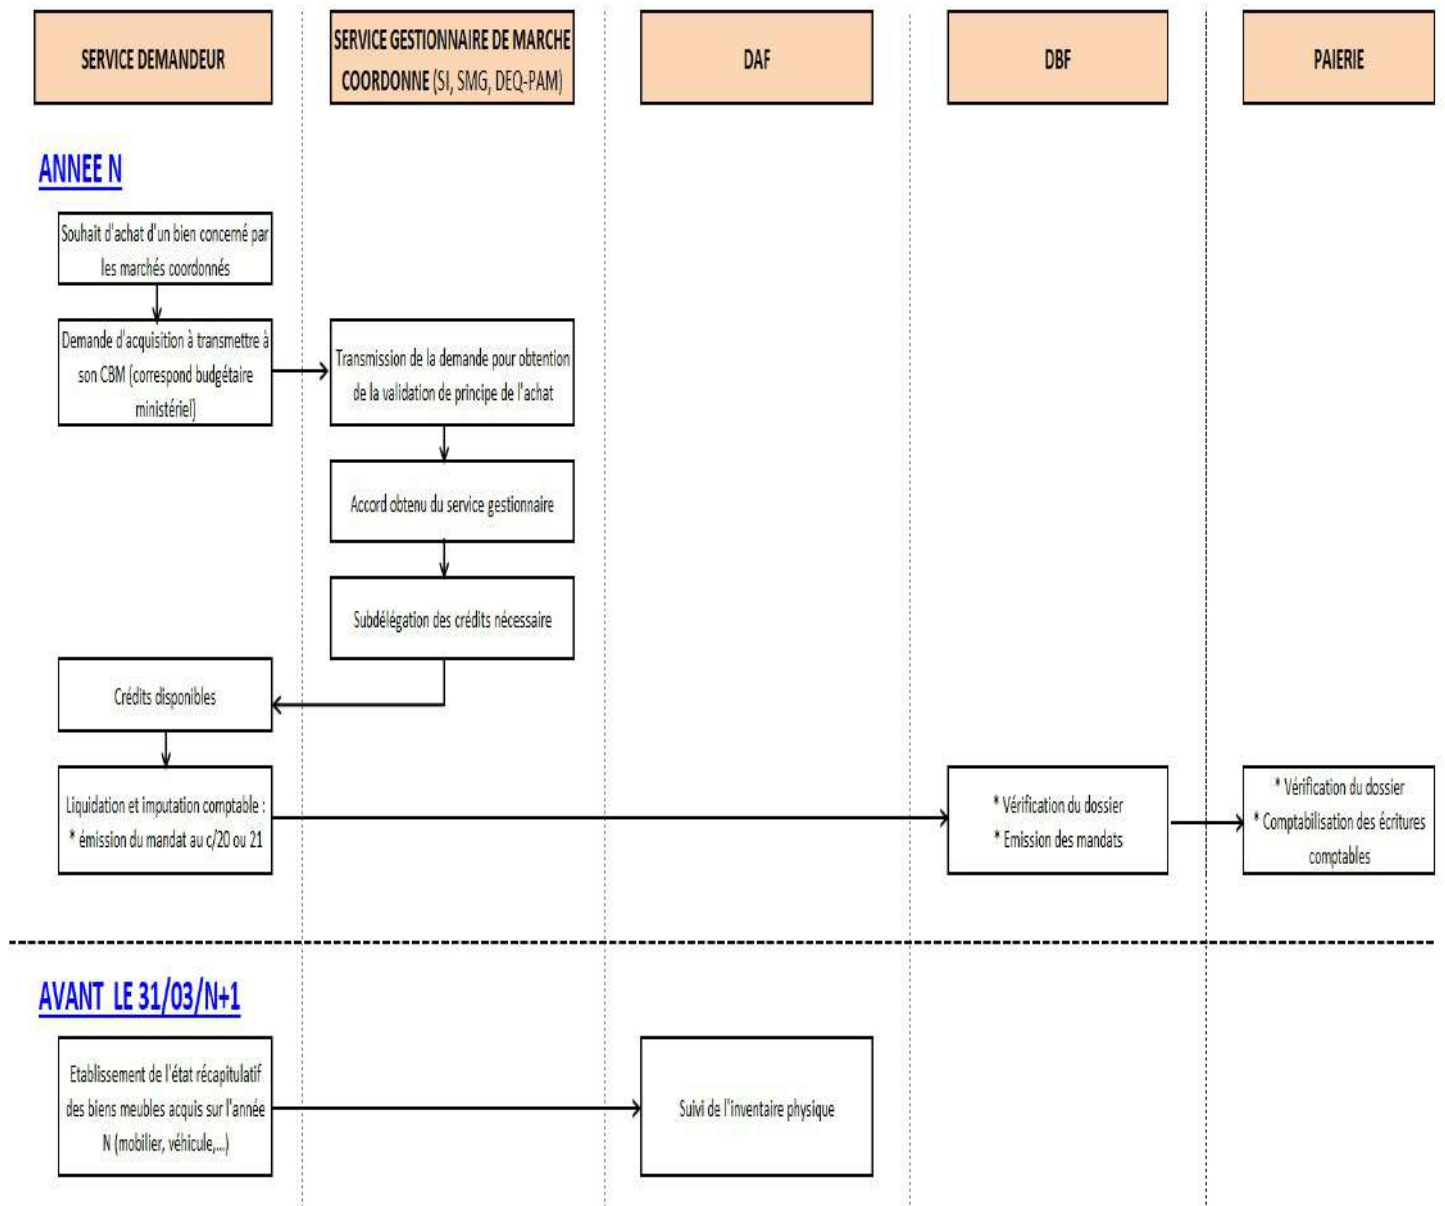 SERVICE DEMANDEUR
SERVICE GESTIONNAIRE DE MARCHE
COORDONNE (SI, SMG, DEQ-PAM)
DAF
DBF
PAIERIE
ANNEE N
Souhait d'achat d'un bien concerné par
les marchés coordonnés
Demande d'acquisition à transmettre à
son CBM (correspond budgétaire
ministériel)
Transmission de la demande pour obtention
de la validation de principe de l'achat
Accord obtenu du service gestionnaire
Subdélégation des crédits nécessaire
Crédits disponibles
Liquidation et imputation comptable :
* émission du mandat au c/20 ou 21
* Vérification du dossier
* Emission des mandats
* Vérification du dossier
* Comptabilisation des écritures
comptables
AVANT LE 31/03/N+1
Etablissement de l'état récapitulatif
des biens meubles acquis sur l'année
N (mobilier, véhicule,...)
Suivi de l'inventaire physique